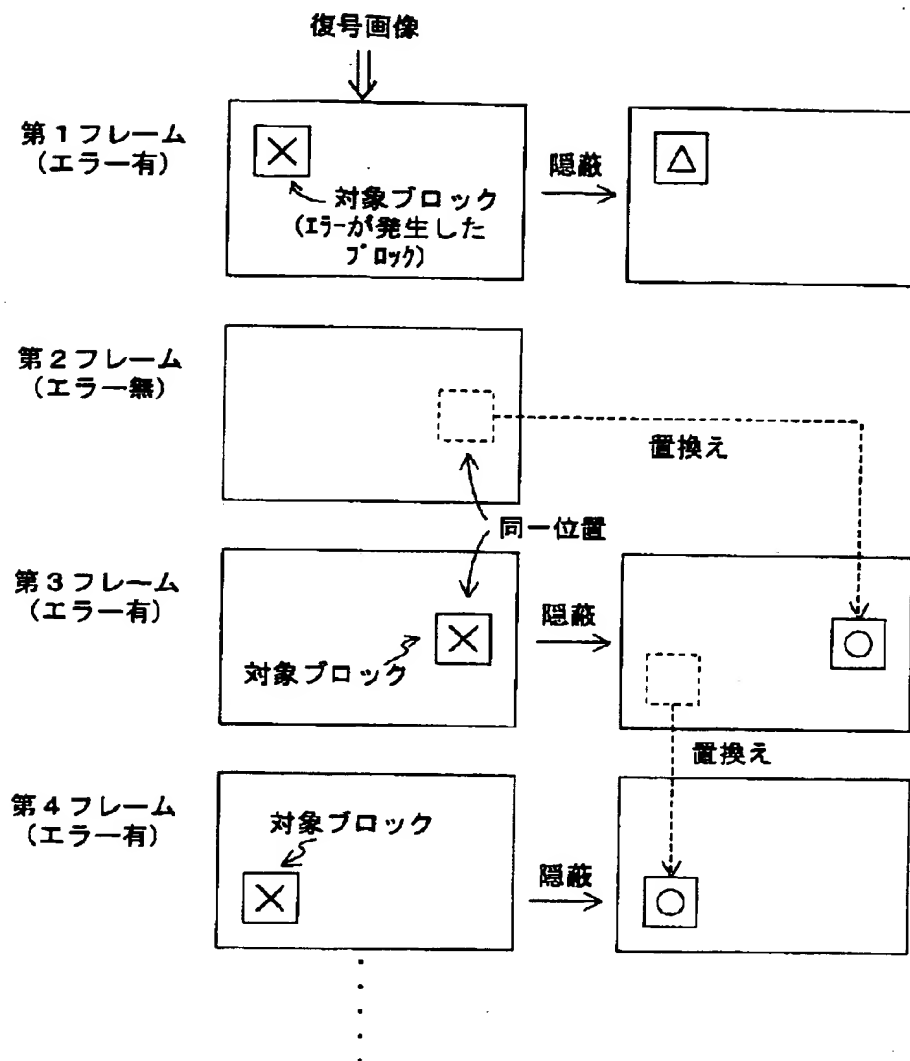 復号画像
第1フレーム
(エラー有)
対象ブロック
(ｴﾗｰが発生した
ﾌﾞﾛｯｸ)
隠蔽
第2フレーム
(エラー無)
置換え
同一位置
第3フレーム
(エラー有)
対象ブロック
隠蔽
置換え
第4フレーム
(エラー有)
対象ブロック
隠蔽